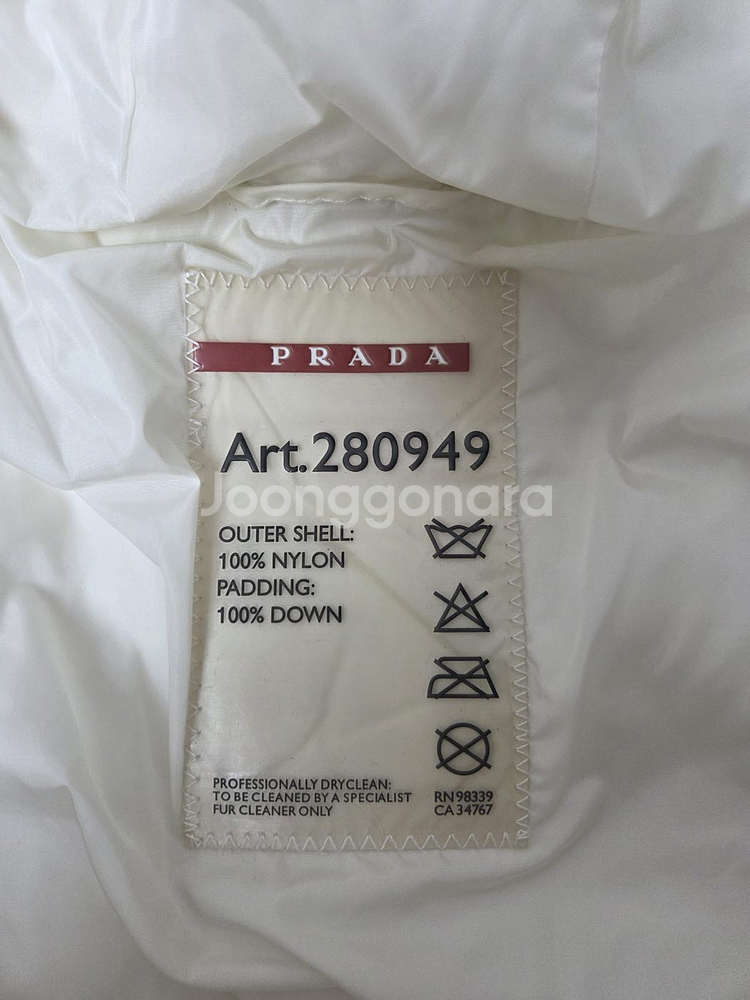 PRADA
Art.280949
Joonggonara
OUTER SHELL:
100% NYLON
PADDING:
100% DOWN
PROFESSIONALLY DRYCLEAN:
TO BE CLEANED BY A SPECIALIST
FUR CLEANER ONLY
RN 98339
CA 34767